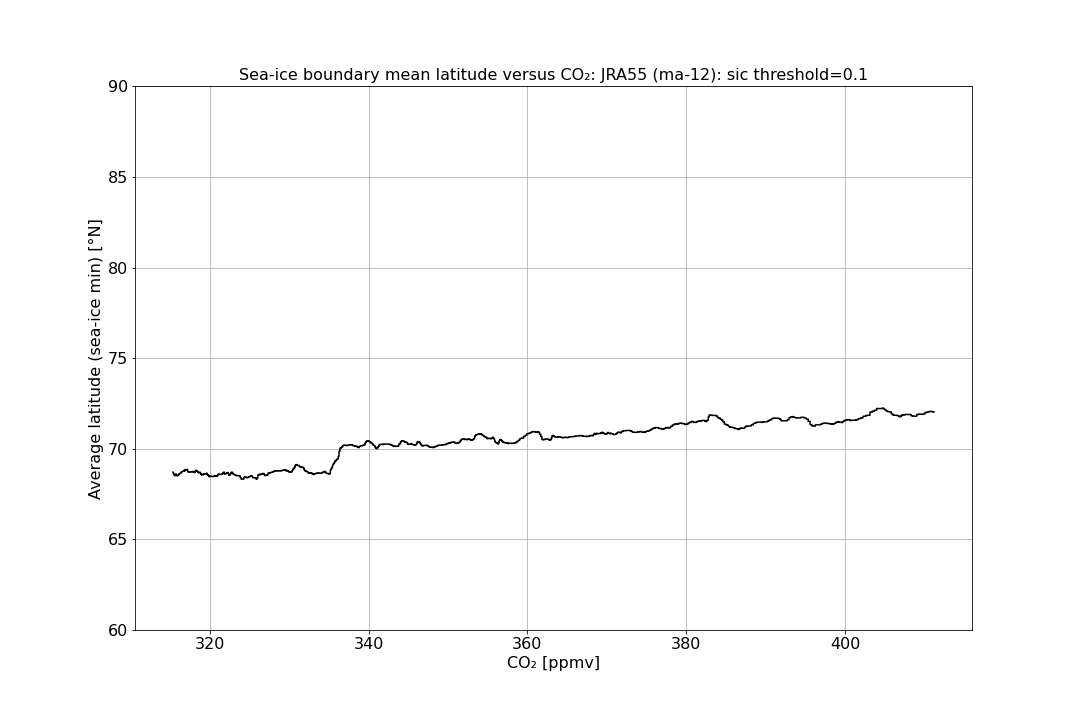 Sea-ice boundary mean latitude versus CO₂: JRA55 (ma-12): sic threshold=0.1
Average latitude (sea-ice min) [°N]
90
85
80
75
70
65
60
320 340 360 380 400
CO₂ [ppmv]